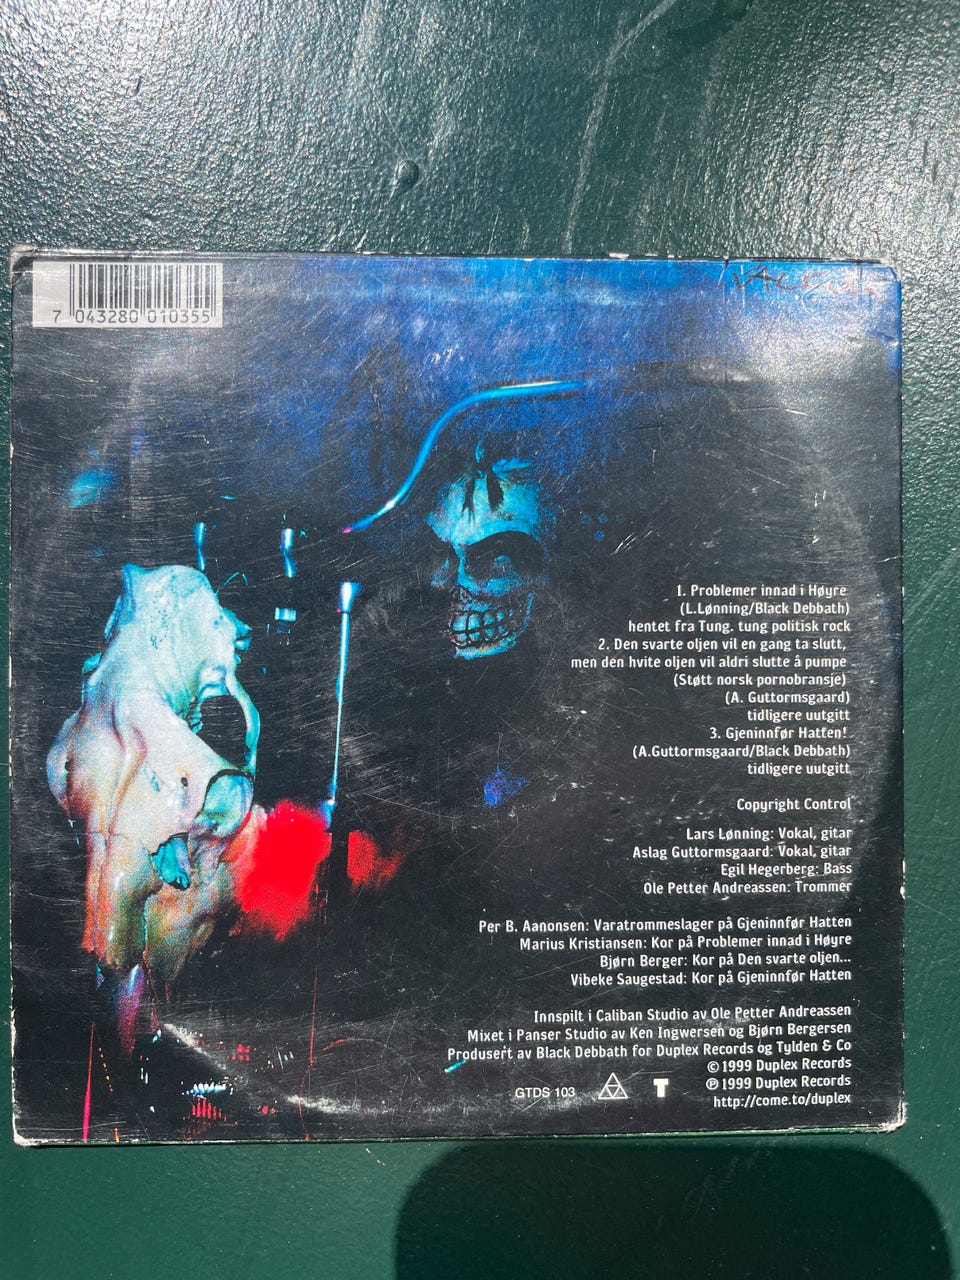 7 043280 010355
1. Problemer innad i Høyre
(L.Lønning/Black Debbath)
hentet fra Tung, tung politisk rock
2. Den svarte oljen vil en gang ta slutt,
men den hvite oljen vil aldri slutte å pumpe
(Støtt norsk pornobransje)
(A. Guttormsgaard)
tidligere uutgitt
3. Gjeninnfør Hatten!
(A.Guttormsgaard/Black Debbath)
tidligere uutgitt
Copyright Control
Lars Lønning: Vokal, gitar
Aslag Guttormsgaard: Vokal, gitar
Egil Hegerberg: Bass
Ole Petter Andreassen: Trommer
Per B. Aanonsen: Varatrommeslager på Gjeninnfør Hatten
Marius Kristiansen: Kor på Problemer innad i Høyre
Bjørn Berger: Kor på Den svarte oljen...
Vibeke Saugestad: Kor på Gjeninnfør Hatten
Innspilt i Caliban Studio av Ole Petter Andreassen
Mixet i Panser Studio av Ken Ingwersen og Bjørn Bergersen
Produsert av Black Debbath for Duplex Records og Tylden & Co
© 1999 Duplex Records
GTDS 103 T ℗ 1999 Duplex Records
http://come.to/duplex